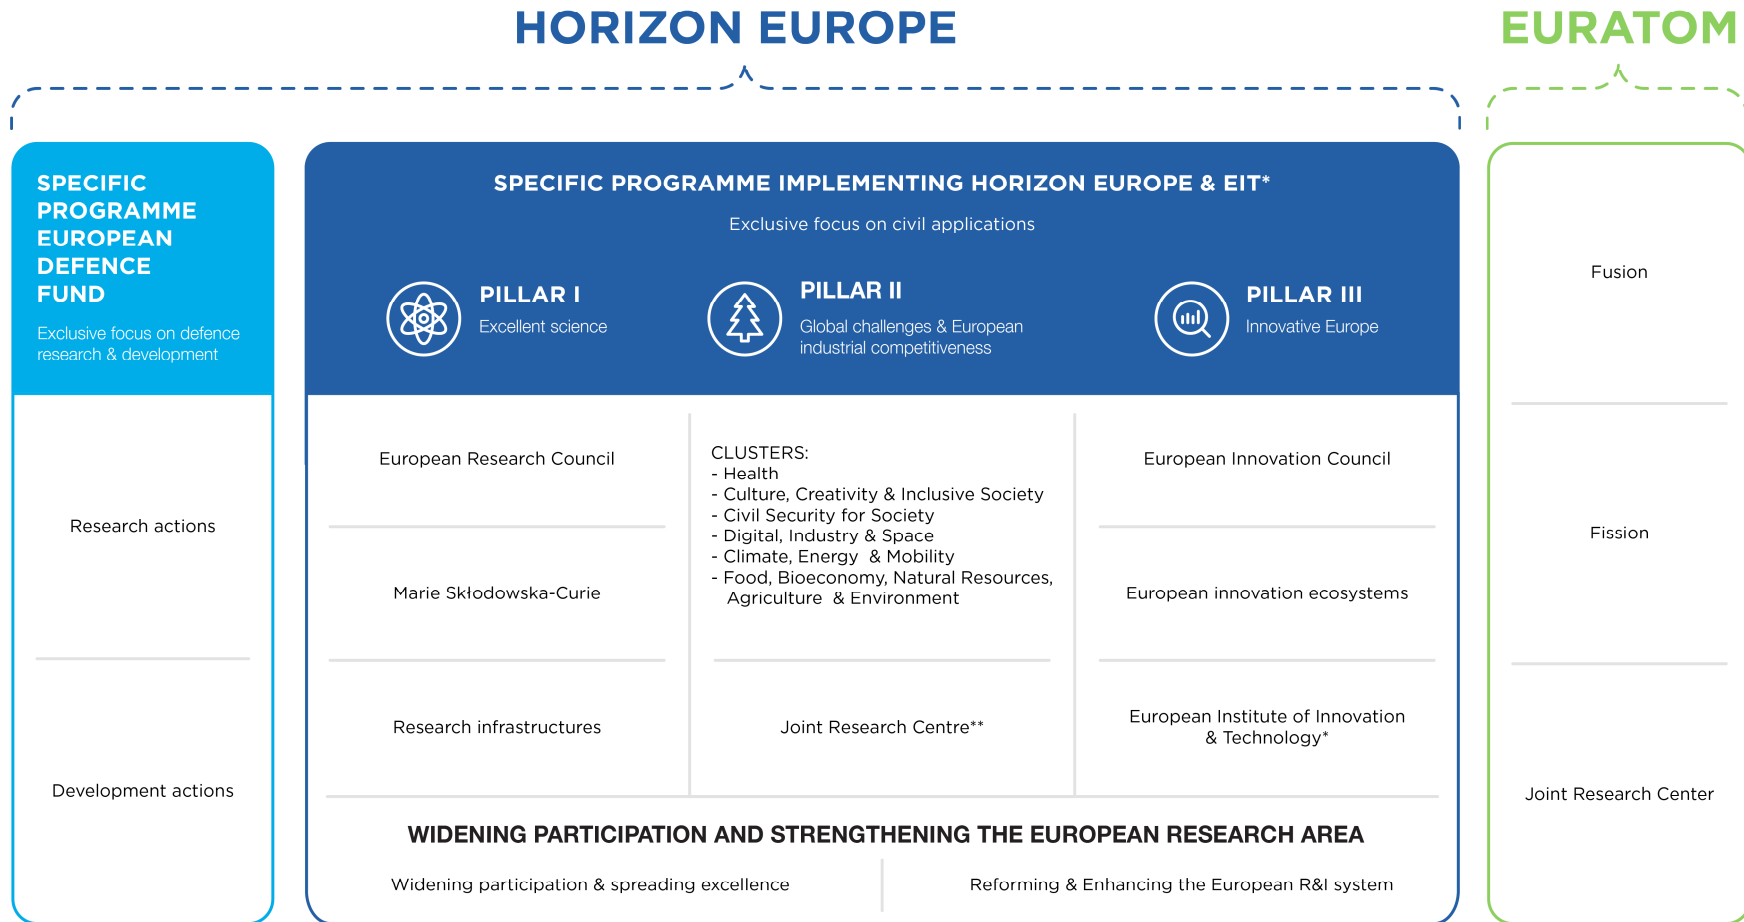 HORIZON EUROPE
EURATOM
SPECIFIC
PROGRAMME
EUROPEAN
DEFENCE
FUND
Exclusive focus on defence
research & development
Research actions
Development actions
SPECIFIC PROGRAMME IMPLEMENTING HORIZON EUROPE & EIT*
Exclusive focus on civil applications
PILLAR I
Excellent science
PILLAR II
Global challenges & European
industrial competitiveness
PILLAR III
Innovative Europe
European Research Council
Marie Skłodowska-Curie
Research infrastructures
CLUSTERS:
- Health
- Culture, Creativity & Inclusive Society
- Civil Security for Society
- Digital, Industry & Space
- Climate, Energy & Mobility
- Food, Bioeconomy, Natural Resources,
Agriculture & Environment
Joint Research Centre**
European Innovation Council
European innovation ecosystems
European Institute of Innovation
& Technology*
WIDENING PARTICIPATION AND STRENGTHENING THE EUROPEAN RESEARCH AREA
Widening participation & spreading excellence
Reforming & Enhancing the European R&I system
Fusion
Fission
Joint Research Center